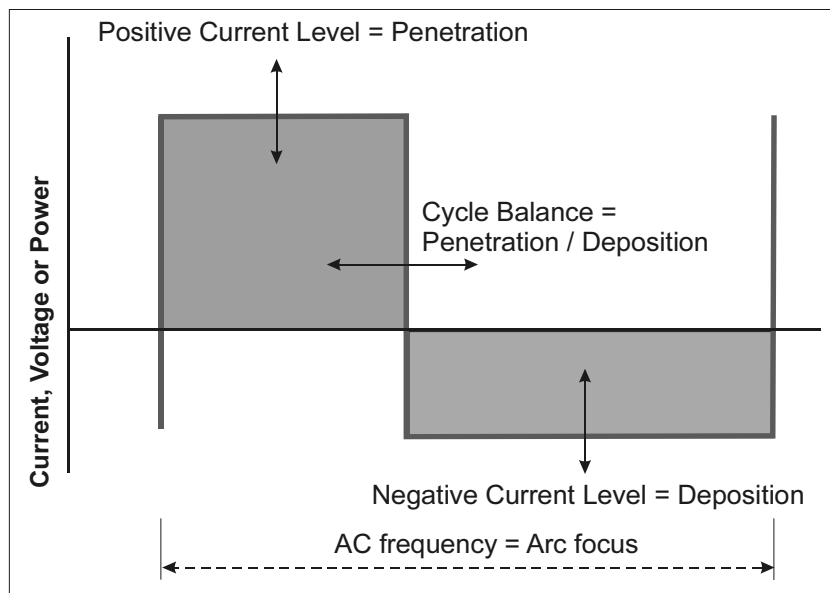 Positive Current Level = Penetration
Current, Voltage or Power
Cycle Balance =
Penetration / Deposition
Negative Current Level = Deposition
AC frequency = Arc focus